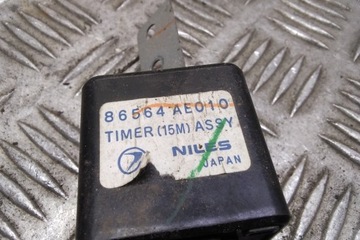 86564 AE010
TIMER (15M) ASSY
NILES
JAPAN